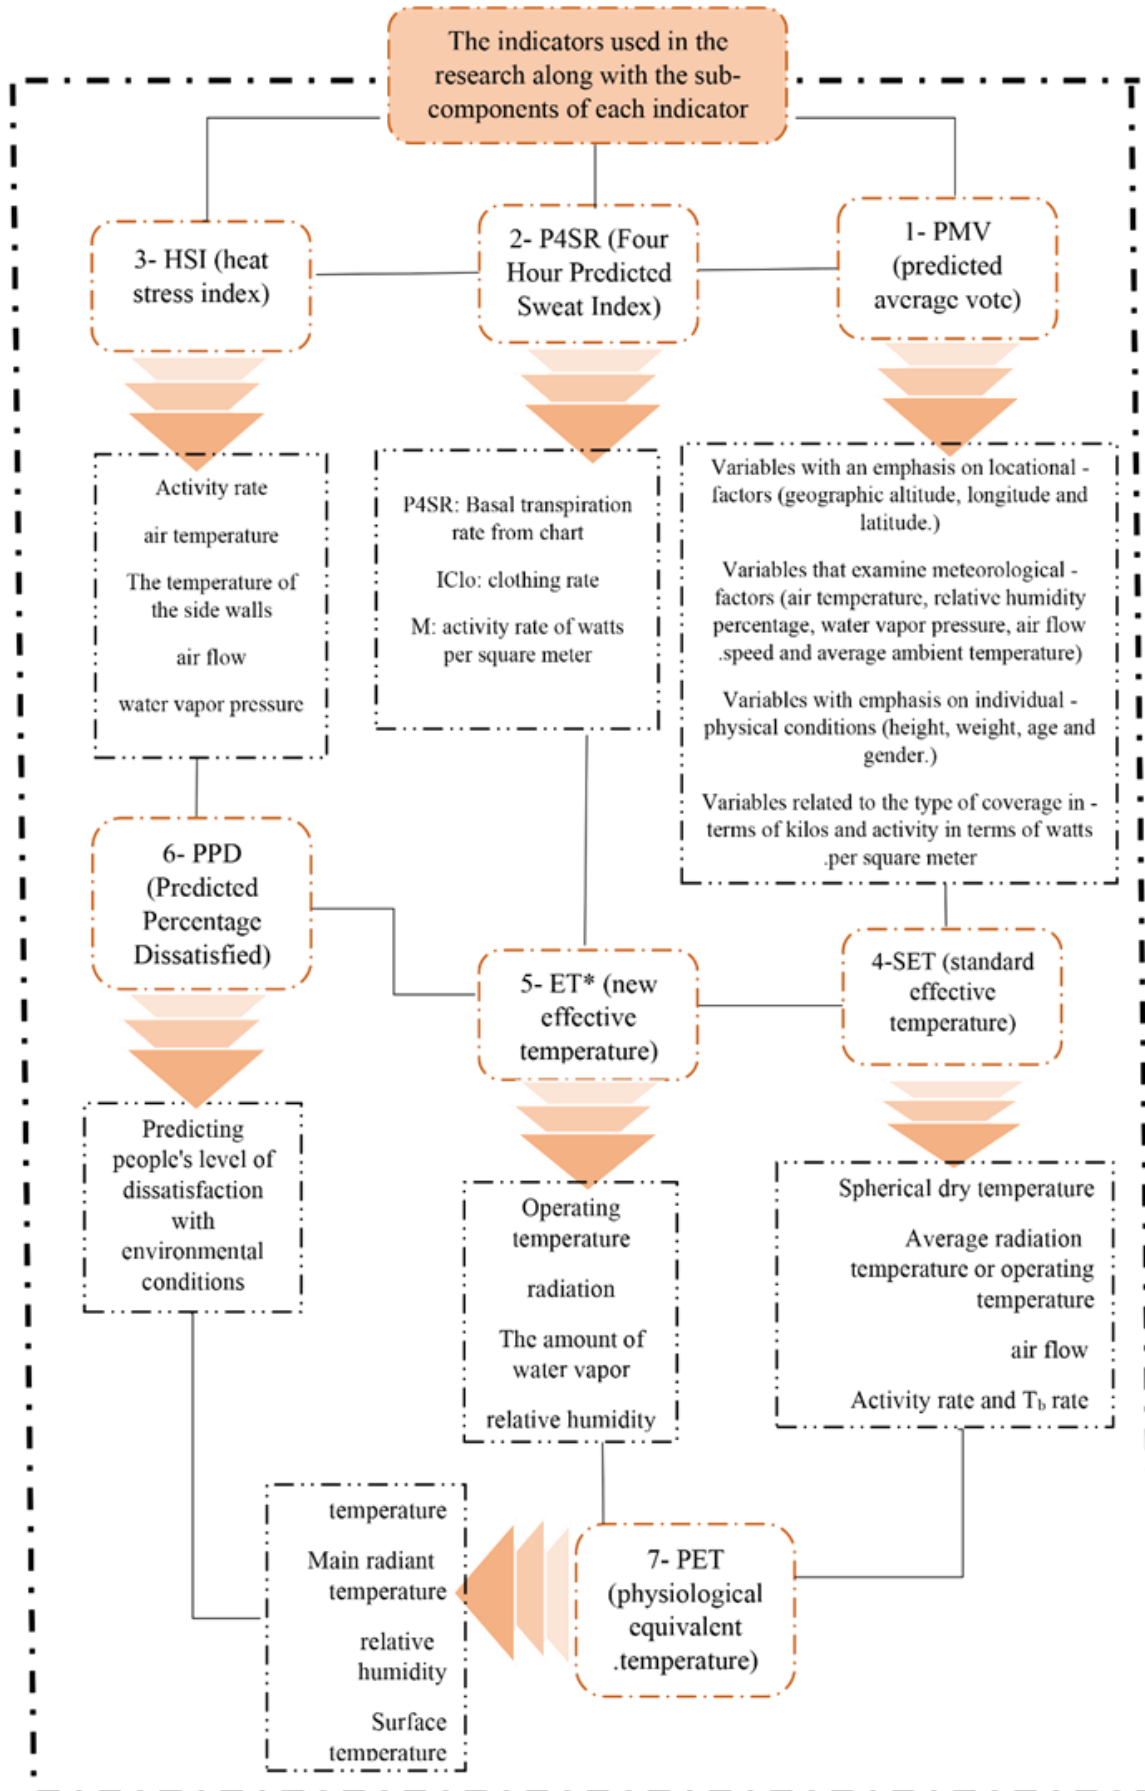 The indicators used in the
research along with the sub-
components of each indicator
3- HSI (heat
stress index)
2- P4SR (Four
Hour Predicted
Sweat Index)
1- PMV
(predicted
average vote)
Activity rate
air temperature
The temperature of
the side walls
air flow
water vapor pressure
P4SR: Basal transpiration
rate from chart
IClo: clothing rate
M: activity rate of watts
per square meter
Variables with an emphasis on locational -
factors (geographic altitude, longitude and
latitude.)
Variables that examine meteorological -
factors (air temperature, relative humidity
percentage, water vapor pressure, air flow
.speed and average ambient temperature)
Variables with emphasis on individual -
physical conditions (height, weight, age and
gender.)
Variables related to the type of coverage in -
terms of kilos and activity in terms of watts
.per square meter
6- PPD
(Predicted
Percentage
Dissatisfied)
5- ET* (new
effective
temperature)
4-SET (standard
effective
temperature)
Predicting
people's level of
dissatisfaction
with
environmental
conditions
Operating
temperature
radiation
The amount of
water vapor
relative humidity
Spherical dry temperature
Average radiation
temperature or operating
temperature
air flow
Activity rate and Tb rate
temperature
Main radiant
temperature
relative
humidity
Surface
temperature
7- PET
(physiological
equivalent
.temperature)